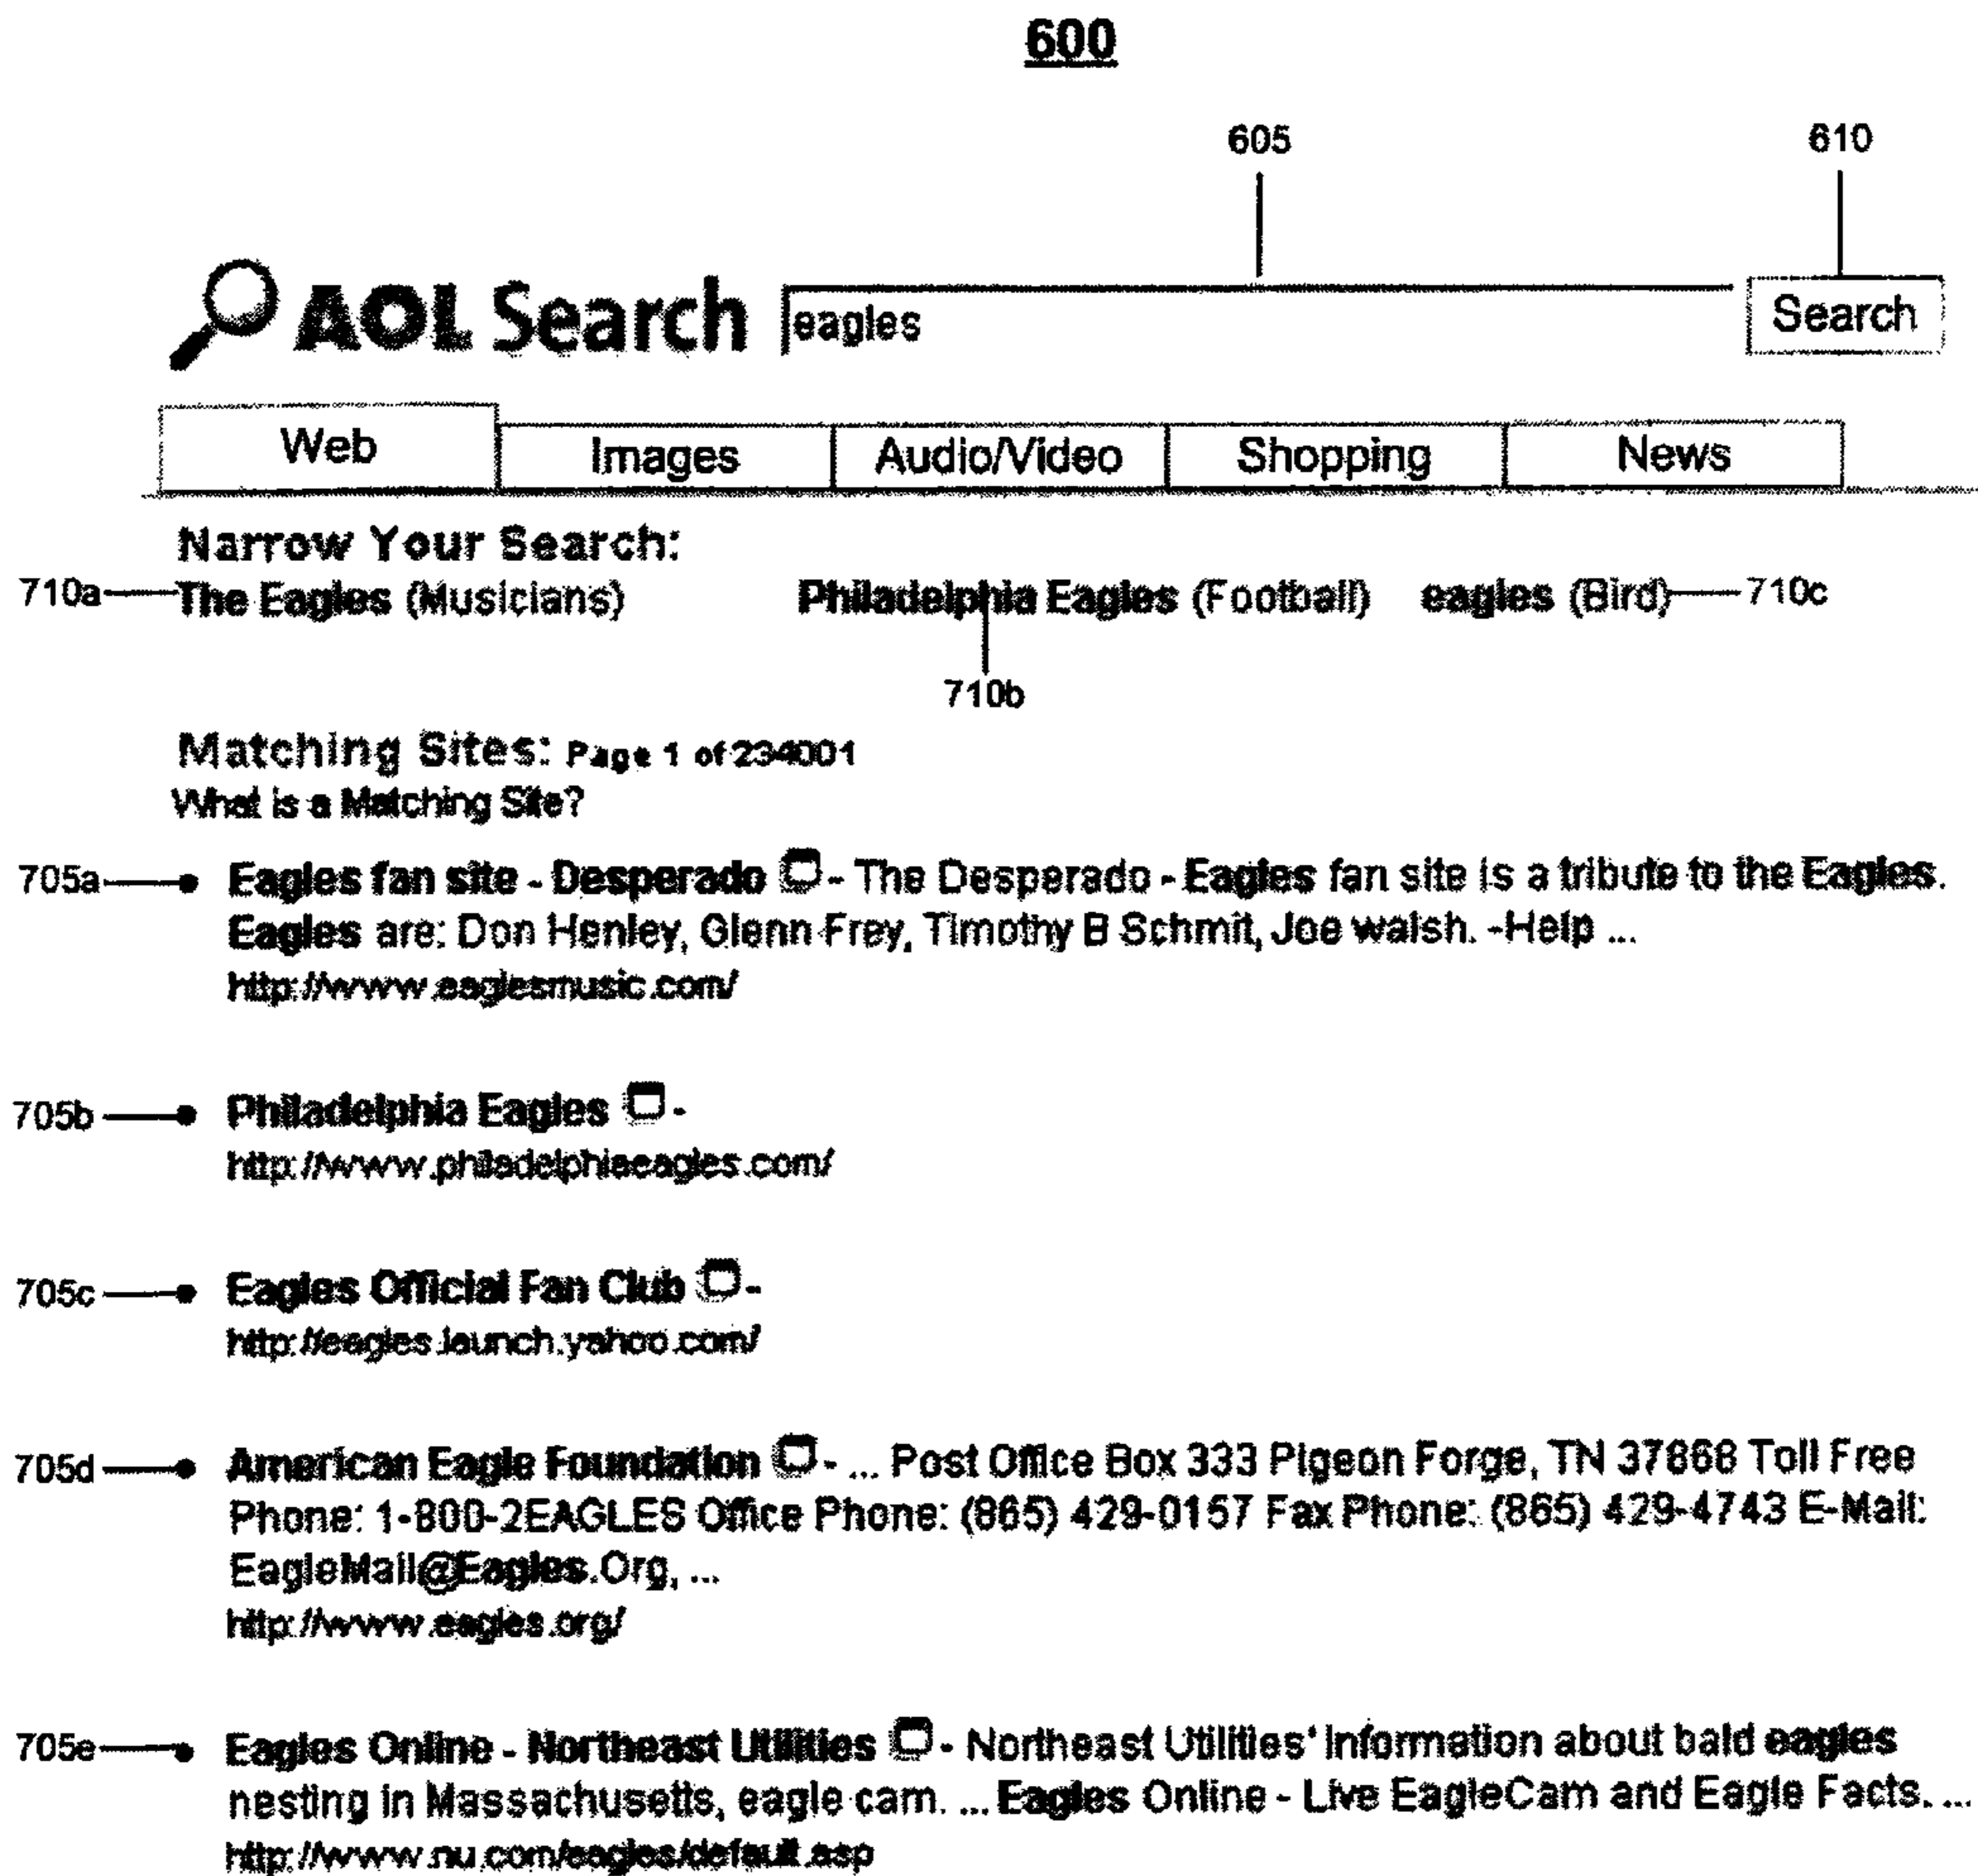 600
605 610
AOL Search eagles Search
Web Images Audio/Video Shopping News
Narrow Your Search:
710a The Eagles (Musicians) Philadelphia Eagles (Football) eagles (Bird) 710c
710b
Matching Sites: Page 1 of 234001
What is a Matching Site?
705a • Eagles fan site - Desperado - The Desperado - Eagles fan site is a tribute to the Eagles.
Eagles are: Don Henley, Glenn Frey, Timothy B Schmit, Joe walsh. -Help ...
http://www.eaglesmusic.com/
705b • Philadelphia Eagles -
http://www.philadelphiaeagles.com/
705c • Eagles Official Fan Club -
http://eagles.launch.yahoo.com/
705d • American Eagle Foundation - ... Post Office Box 333 Pigeon Forge, TN 37868 Toll Free
Phone: 1-800-2EAGLES Office Phone: (865) 429-0157 Fax Phone: (865) 429-4743 E-Mail:
EagleMail@Eagles.Org, ...
http://www.eagles.org/
705e • Eagles Online - Northeast Utilities - Northeast Utilities' Information about bald eagles
nesting in Massachusetts, eagle cam. ... Eagles Online - Live EagleCam and Eagle Facts. ...
http://www.nu.com/eagles/default.asp